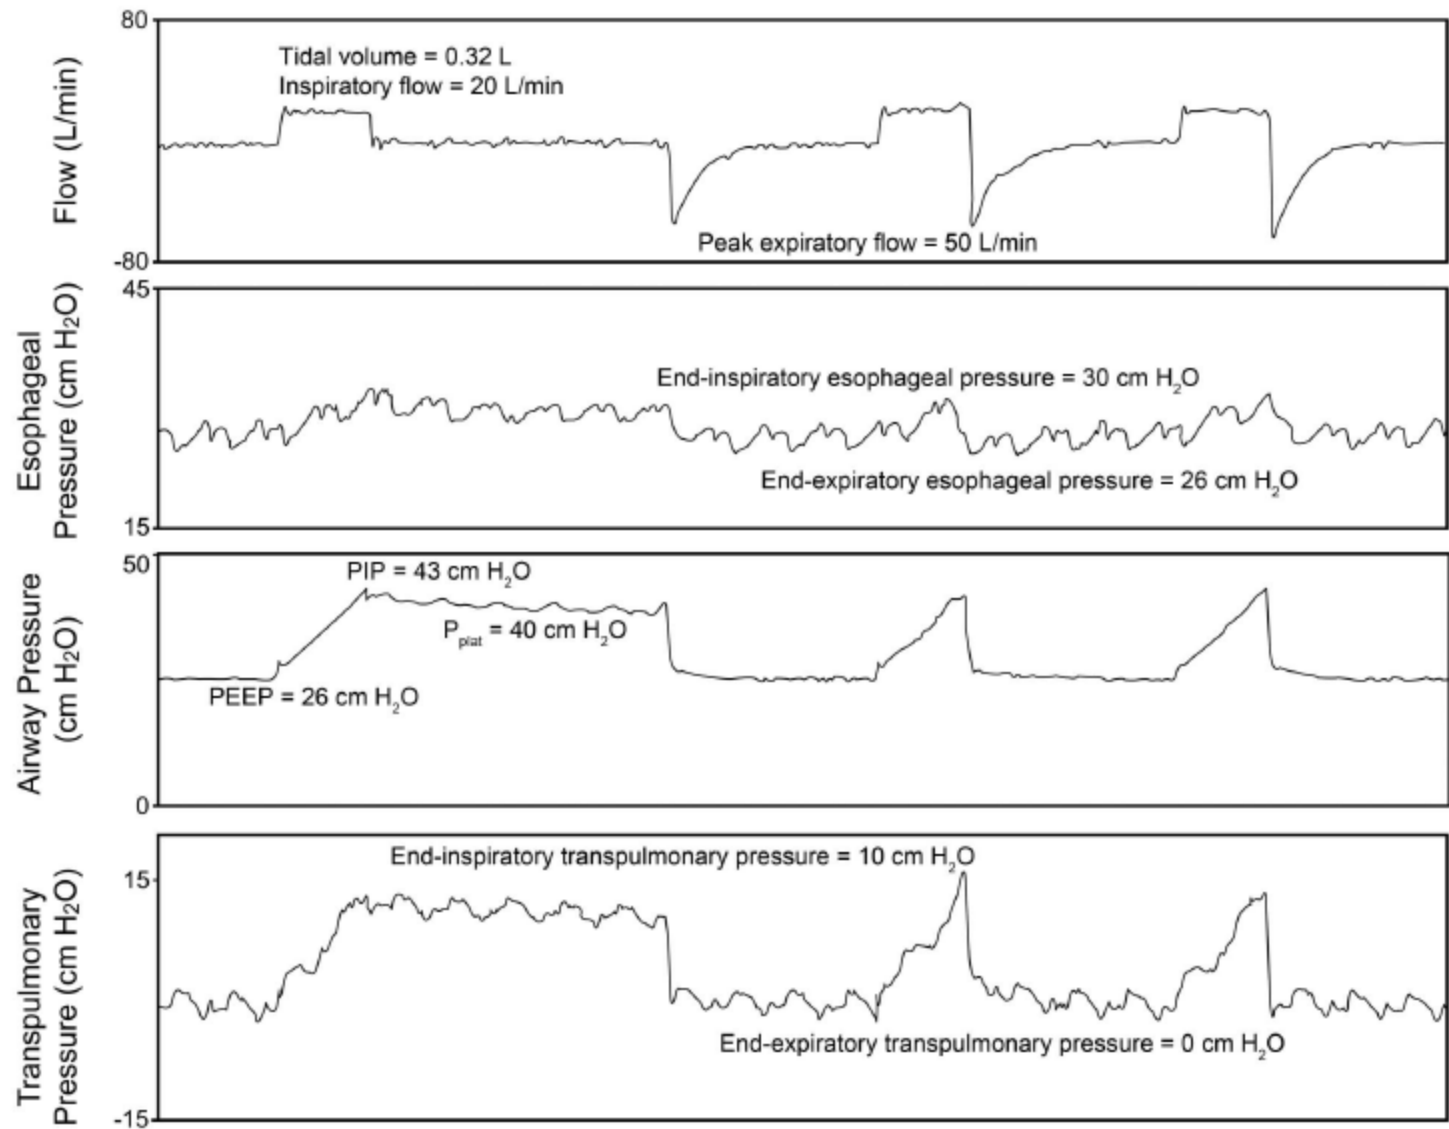 80
Tidal volume = 0.32 L
Inspiratory flow = 20 L/min
Flow (L/min)
Peak expiratory flow = 50 L/min
-80
45
Esophageal
Pressure (cm H₂O)
End-inspiratory esophageal pressure = 30 cm H₂O
End-expiratory esophageal pressure = 26 cm H₂O
15
50
Airway Pressure
(cm H₂O)
PIP = 43 cm H₂O
Pplat = 40 cm H₂O
PEEP = 26 cm H₂O
0
Transpulmonary
Pressure (cm H₂O)
End-inspiratory transpulmonary pressure = 10 cm H₂O
15
End-expiratory transpulmonary pressure = 0 cm H₂O
-15